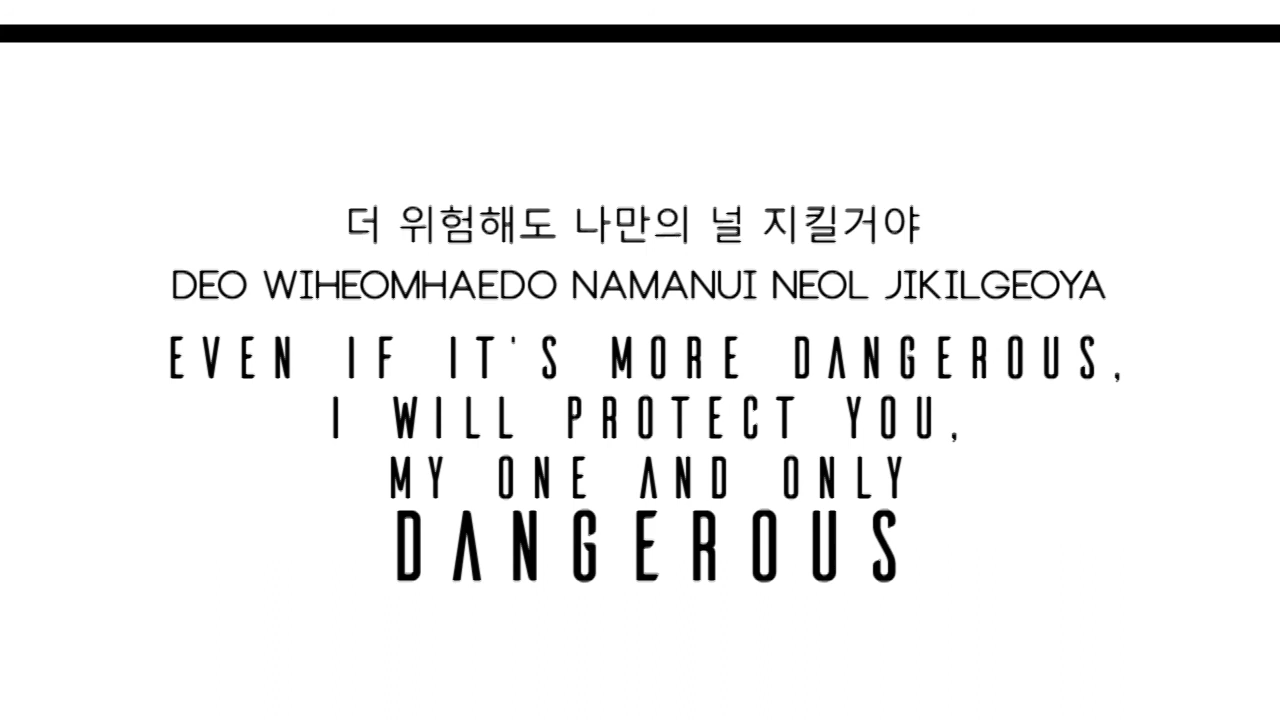 더 위험해도 나만의 널 지킬거야
DEO WIHEOMHAEDO NAMANUI NEOL JIKILGEOYA
EVEN IF IT'S MORE DANGEROUS,
I WILL PROTECT YOU,
MY ONE AND ONLY
DANGEROUS